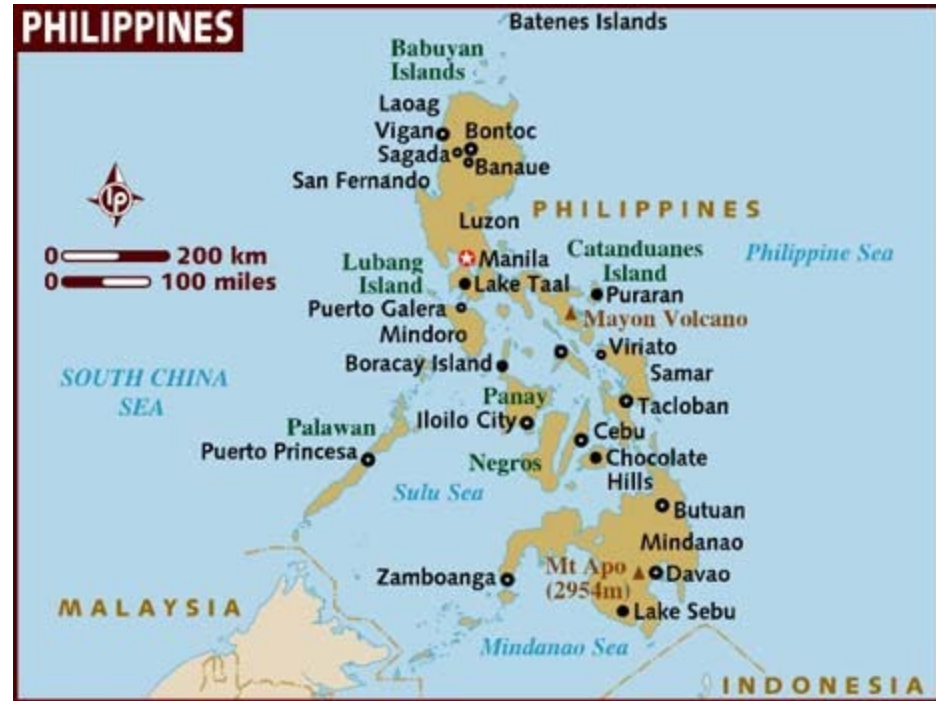 PHILIPPINES
Batenes Islands
Babuyan
Islands
Laoag
Vigan
Bontoc
Sagada
Banaue
San Fernando
lp
Luzon
PHILIPPINES
0 200 km
0 100 miles
Manila
Catanduanes
Island
Philippine Sea
Lubang
Island
Lake Taal
Puraran
Puerto Galera
Mayon Volcano
Mindoro
Viriato
Boracay Island
Samar
SOUTH CHINA
SEA
Panay
Tacloban
Palawan
Iloilo City
Cebu
Puerto Princesa
Negros
Chocolate
Hills
Sulu Sea
Butuan
Mindanao
Zamboanga
Mt Apo
(2954m)
Davao
MALAYSIA
Lake Sebu
Mindanao Sea
INDONESIA